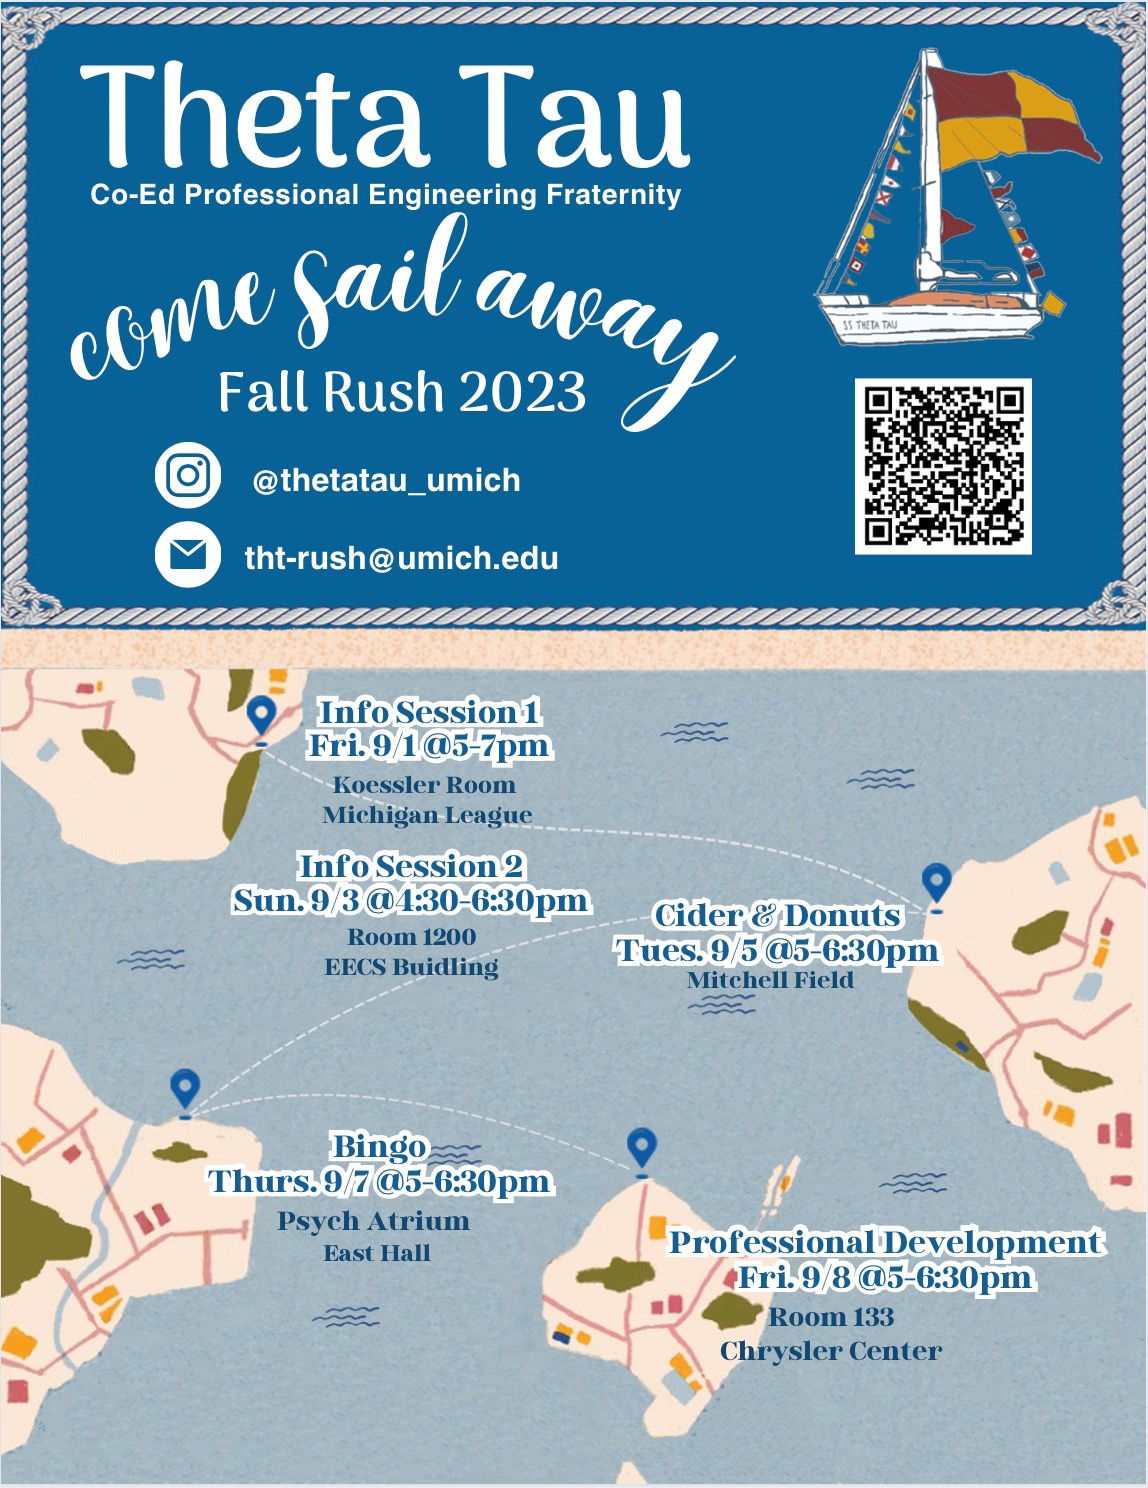 Theta Tau
Co-Ed Professional Engineering Fraternity
come sail away
Fall Rush 2023
@thetatau_umich
tht-rush@umich.edu
SS THETA TAU
Info Session 1
Fri. 9/1 @5-7pm
Koessler Room
Michigan League
Info Session 2
Sun. 9/3 @4:30-6:30pm
Room 1200
EECS Buidling
Cider & Donuts
Tues. 9/5 @5-6:30pm
Mitchell Field
Bingo
Thurs. 9/7 @5-6:30pm
Psych Atrium
East Hall
Professional Development
Fri. 9/8 @5-6:30pm
Room 133
Chrysler Center